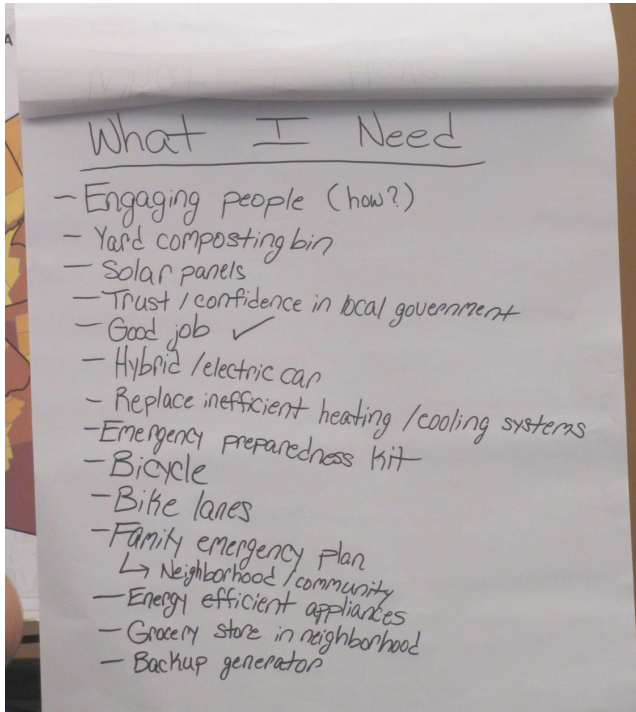 What I Need
- Engaging people (how?)
- Yard composting bin
- Solar panels
- Trust / confidence in local government
- Good job ✓
- Hybrid / electric car
- Replace inefficient heating / cooling systems
- Emergency preparedness kit
- Bicycle
- Bike lanes
- Family emergency plan
↳ Neighborhood / community
- Energy efficient appliances
- Grocery store in neighborhood
- Backup generator